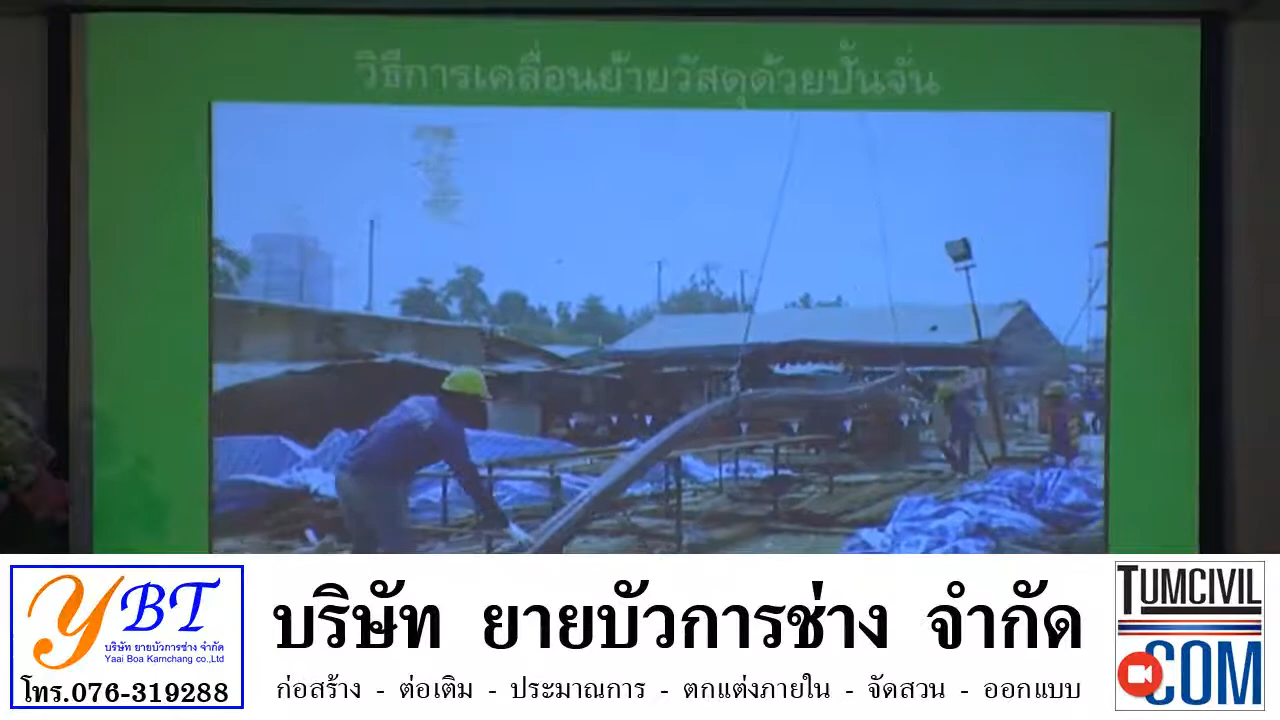 วิธีการเคลื่อนย้ายวัสดุด้วยปั้นจั่น
YBT
บริษัท ยายบัวการช่าง จำกัด
Yaai Boa Karnchang co.,Ltd
โทร.076-319288
บริษัท ยายบัวการช่าง จำกัด
ก่อสร้าง - ต่อเติม - ประมาณการ - ตกแต่งภายใน - จัดสวน - ออกแบบ
TUMCIVIL
.COM